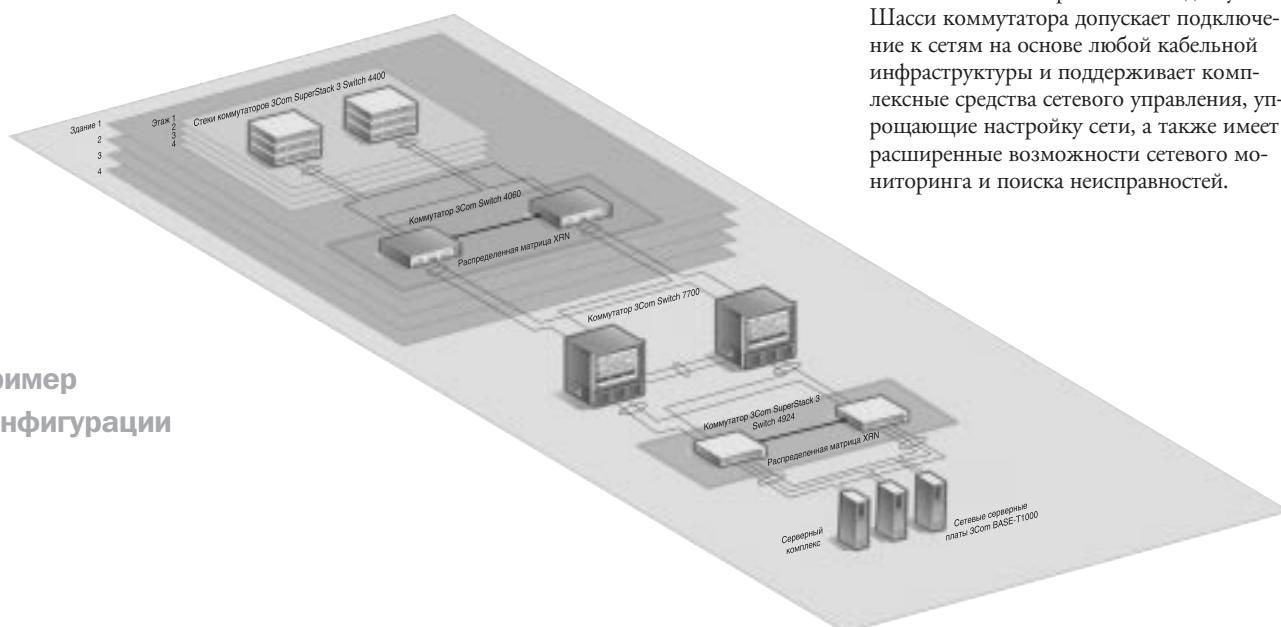 Шасси коммутатора допускает подключе-
ние к сетям на основе любой кабельной
инфраструктуры и поддерживает комп-
лексные средства сетевого управления, уп-
рощающие настройку сети, а также имеет
расширенные возможности сетевого мо-
ниторинга и поиска неисправностей.
Здание 1
2
3
4
Этаж 1
2
3
4
Стеки коммутаторов 3Com SuperStack 3 Switch 4400
Коммутатор 3Com Switch 4060
Распределенная матрица XRN
Коммутатор 3Com Switch 7700
ример
нфигурации
Коммутатор 3Com SuperStack 3
Switch 4924
Распределенная матрица XRN
Серверный
комплекс
Сетевые серверные
платы 3Com BASE-T1000